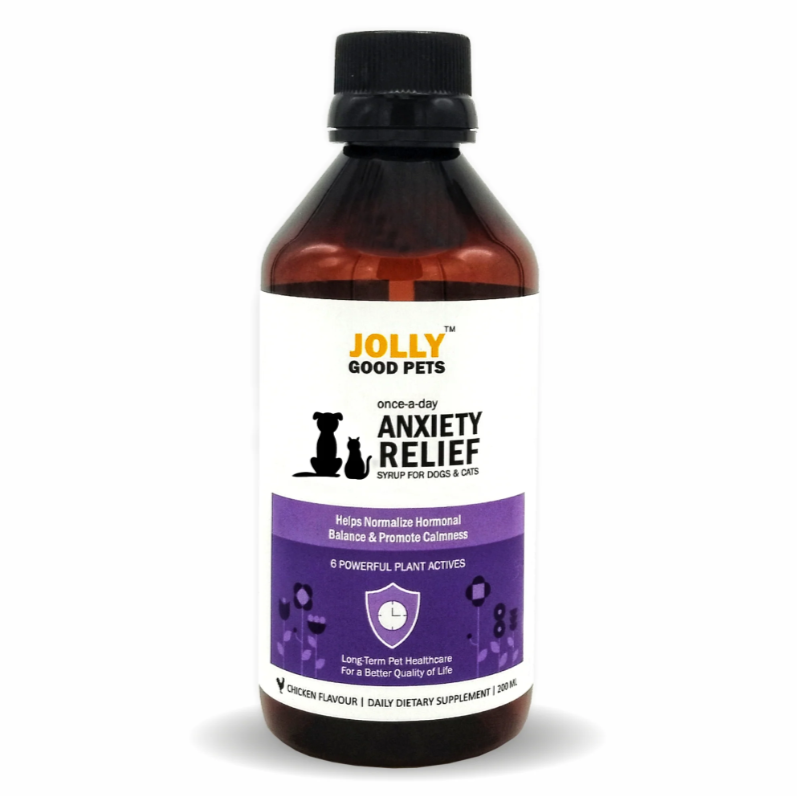 JOLLY™
GOOD PETS
once-a-day
ANXIETY
RELIEF
SYRUP FOR DOGS & CATS
Helps Normalize Hormonal
Balance & Promote Calmness
6 POWERFUL PLANT ACTIVES
Long-Term Pet Healthcare
For a Better Quality of Life
CHICKEN FLAVOUR | DAILY DIETARY SUPPLEMENT | 200 ML